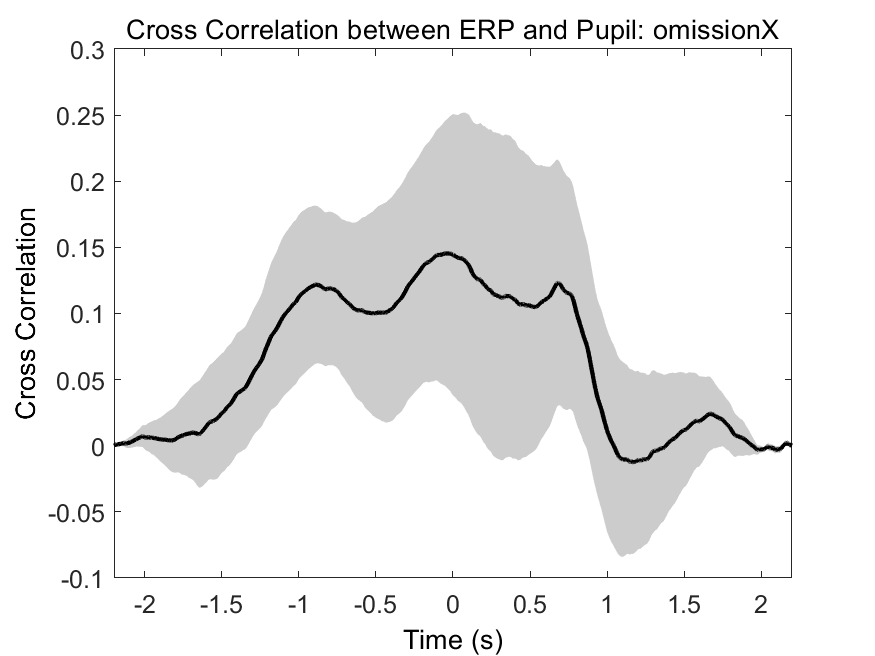 Cross Correlation between ERP and Pupil: omissionX
0.3
0.25
0.2
0.15
0.1
0.05
0
-0.05
-0.1
Cross Correlation
-2 -1.5 -1 -0.5 0 0.5 1 1.5 2
Time (s)